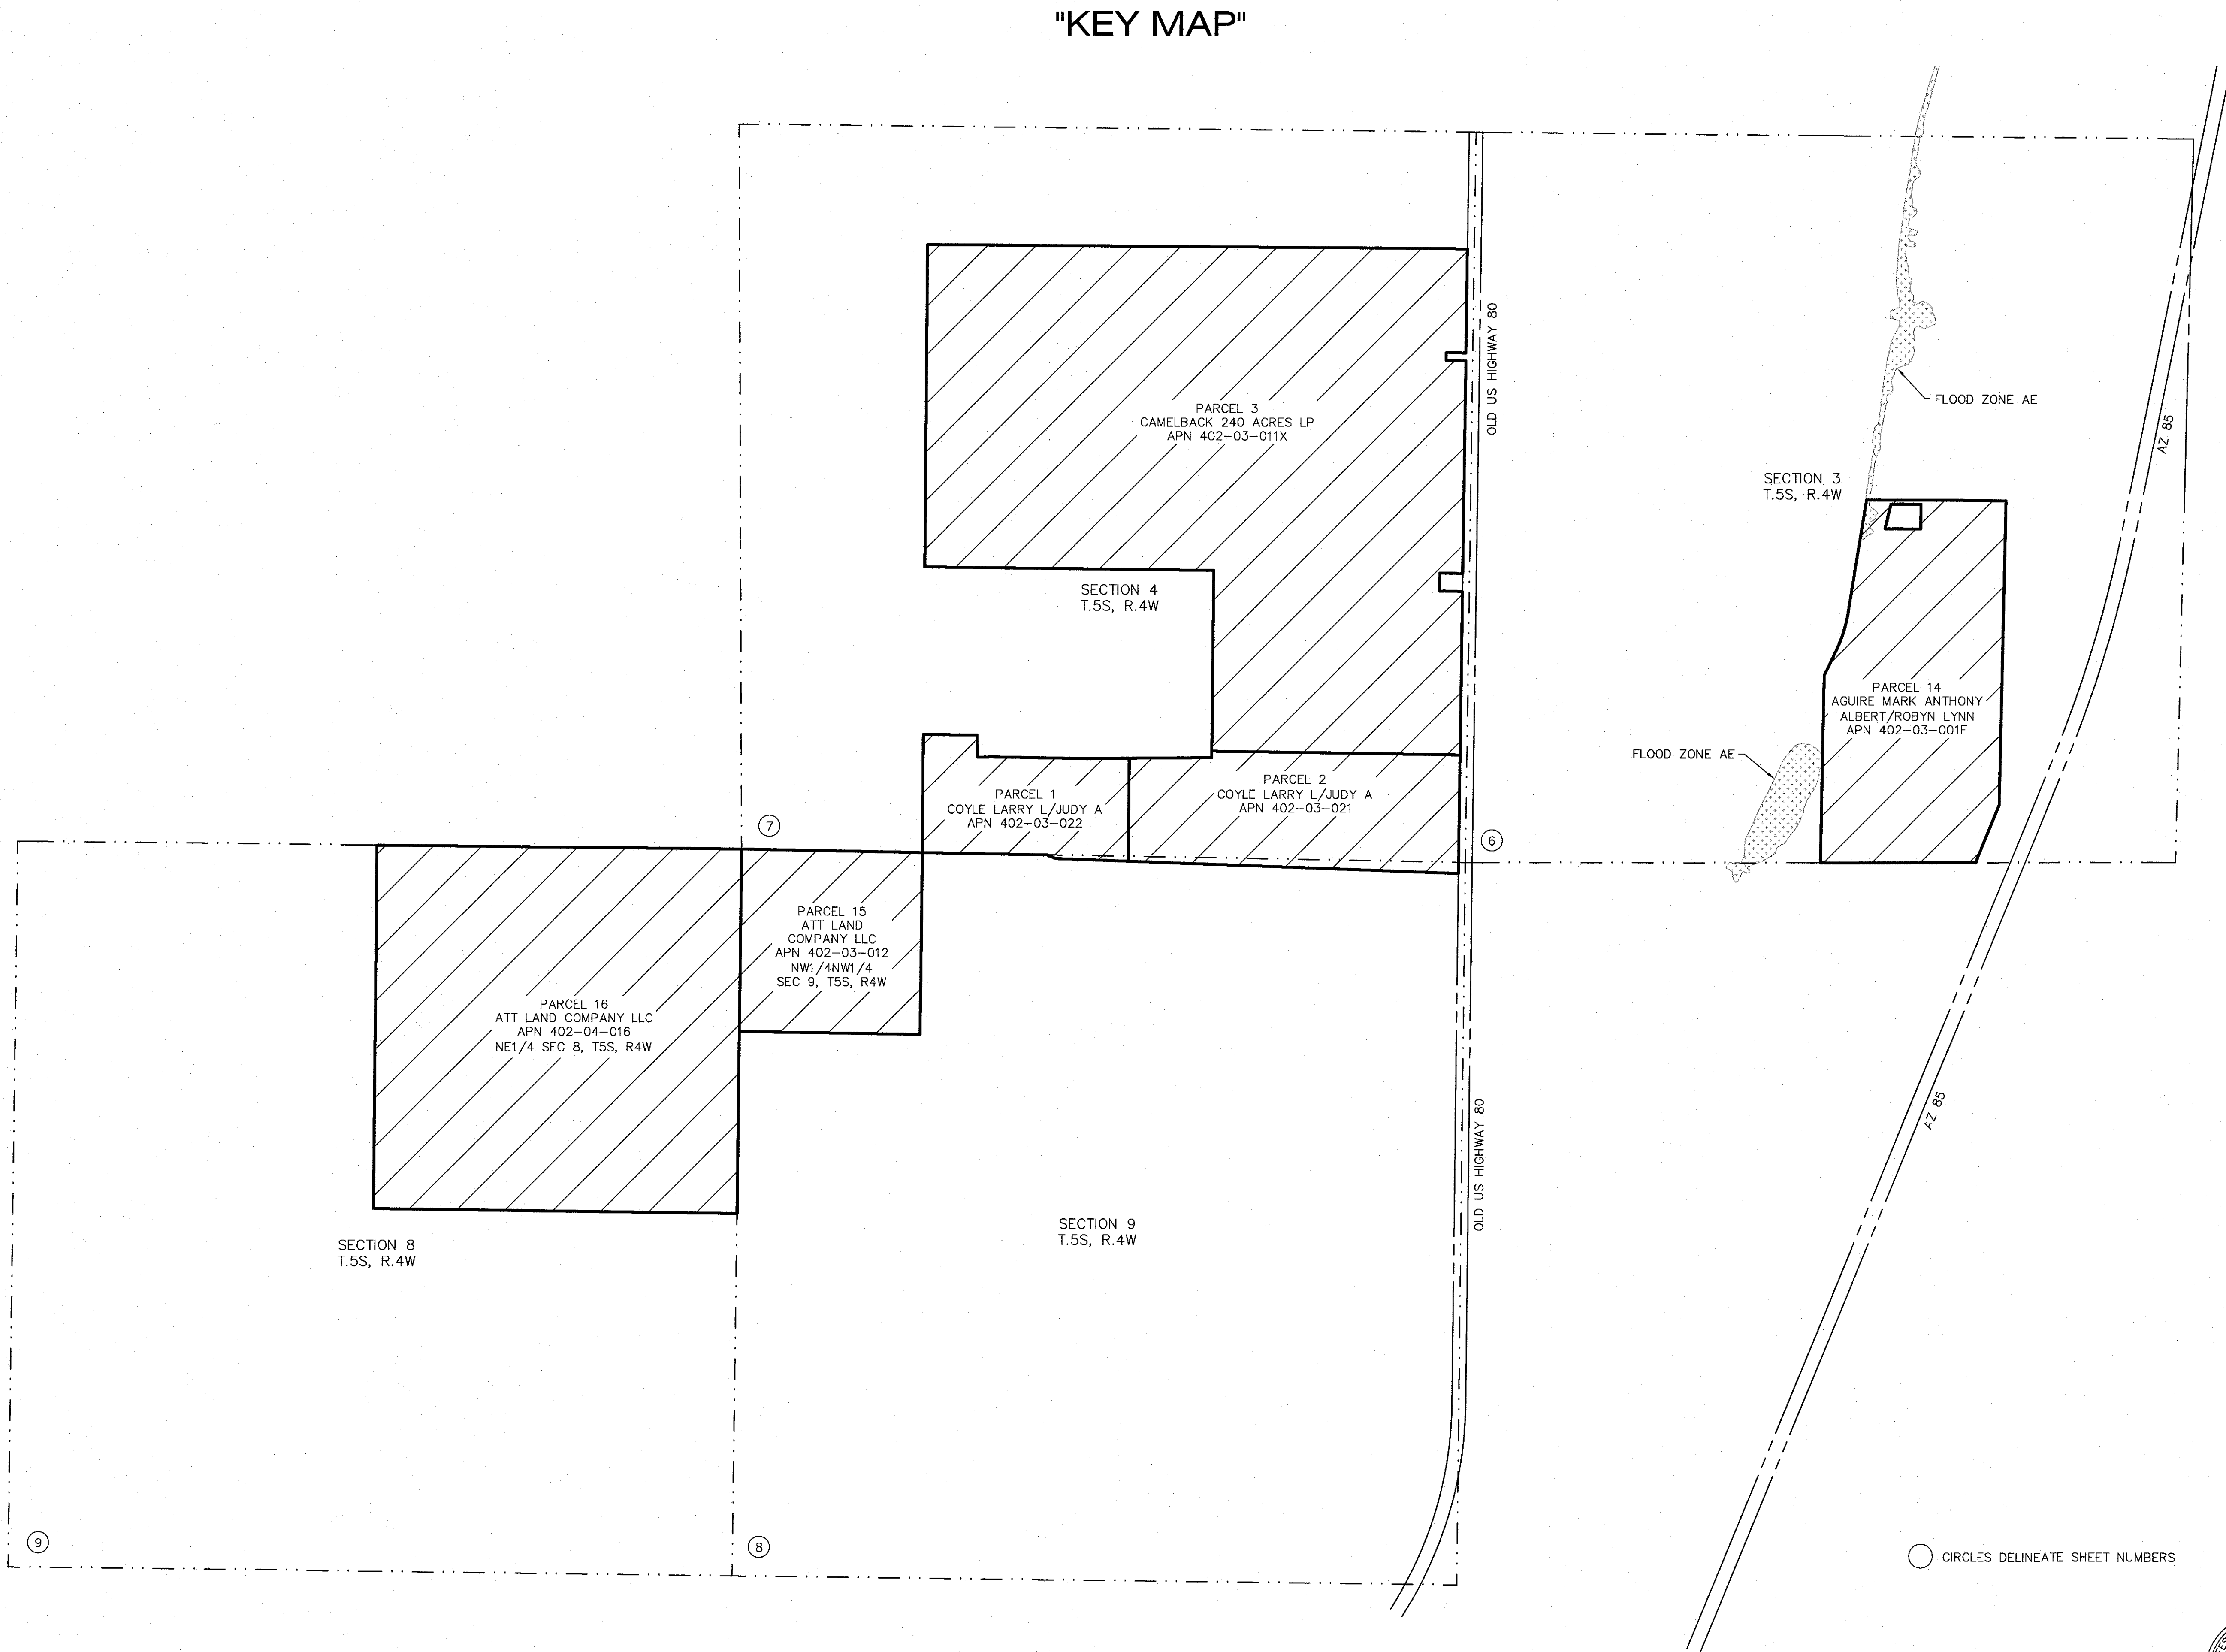 "KEY MAP"
OLD US HIGHWAY 80
FLOOD ZONE AE
AZ 85
PARCEL 3
CAMELBACK 240 ACRES LP
APN 402-03-011X
SECTION 3
T.5S, R.4W
SECTION 4
T.5S, R.4W
PARCEL 14
AGUIRE MARK ANTHONY
ALBERT/ROBYN LYNN
APN 402-03-001F
FLOOD ZONE AE
PARCEL 1
COYLE LARRY L/JUDY A
APN 402-03-022
PARCEL 2
COYLE LARRY L/JUDY A
APN 402-03-021
7
6
PARCEL 15
ATT LAND
COMPANY LLC
APN 402-03-012
NW1/4NW1/4
SEC 9, T5S, R4W
PARCEL 16
ATT LAND COMPANY LLC
APN 402-04-016
NE1/4 SEC 8, T5S, R4W
OLD US HIGHWAY 80
AZ 85
SECTION 9
T.5S, R.4W
SECTION 8
T.5S, R.4W
9
8
CIRCLES DELINEATE SHEET NUMBERS